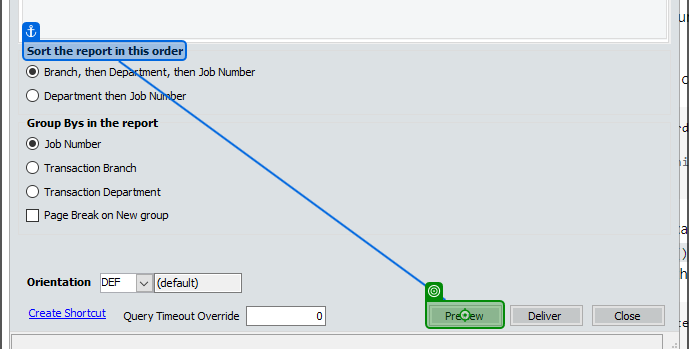 Sort the report in this order
Branch, then Department, then Job Number
Department then Job Number
Group Bys in the report
Job Number
Transaction Branch
Transaction Department
Page Break on New group
Orientation DEF (default)
Create Shortcut Query Timeout Override 0 Preview Deliver Close